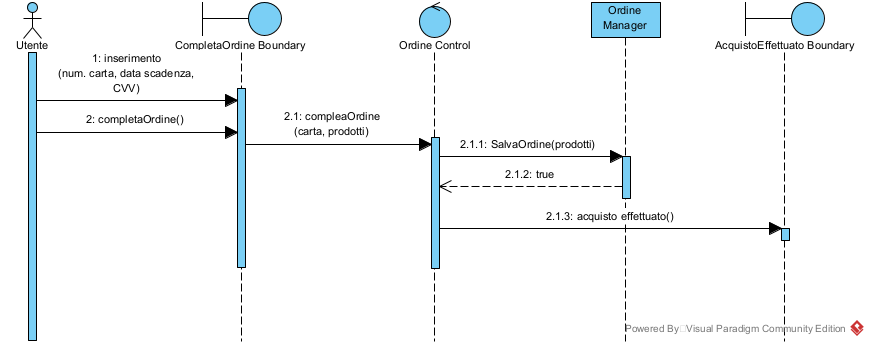 Ordine
Manager
Utente
CompletaOrdine Boundary
Ordine Control
AcquistoEffettuato Boundary
1: inserimento
(num. carta, data scadenza,
CVV)
2: completaOrdine()
2.1: compleaOrdine
(carta, prodotti)
2.1.1: SalvaOrdine(prodotti)
2.1.2: true
2.1.3: acquisto effettuato()
Powered By Visual Paradigm Community Edition